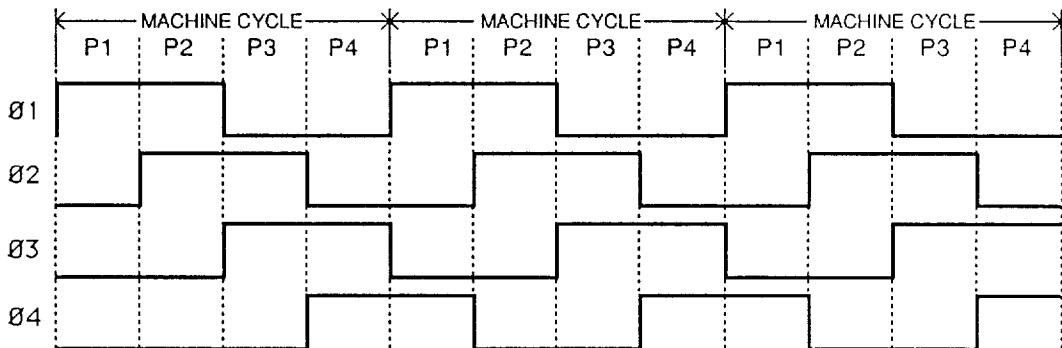 MACHINE CYCLE MACHINE CYCLE MACHINE CYCLE
P1 P2 P3 P4 P1 P2 P3 P4 P1 P2 P3 P4
Ø1
Ø2
Ø3
Ø4